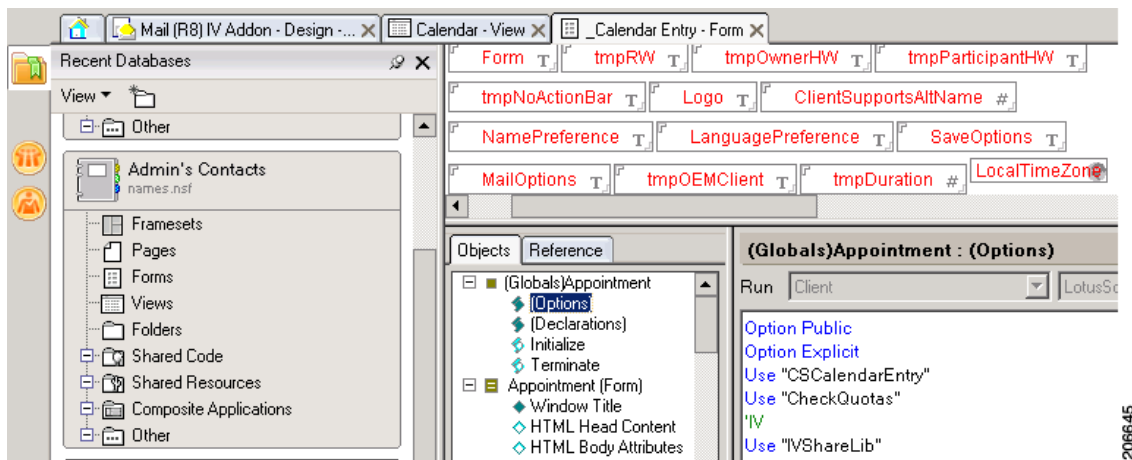 Mail (R8) IV Addon - Design -... Calendar - View _Calendar Entry - Form
Recent Databases
View
Other
Admin's Contacts
names.nsf
Framesets
Pages
Forms
Views
Folders
Shared Code
Shared Resources
Composite Applications
Other
Form T tmpRW T tmpOwnerHW T tmpParticipantHW T
tmpNoActionBar T Logo T ClientSupportsAltName #
NamePreference T LanguagePreference T SaveOptions T
MailOptions T tmpOEMClient T tmpDuration # LocalTimeZone
Objects Reference
(Globals)Appointment
(Options)
(Declarations)
Initialize
Terminate
Appointment (Form)
Window Title
HTML Head Content
HTML Body Attributes
(Globals)Appointment : (Options)
Run Client LotusSc
Option Public
Option Explicit
Use "CSCalendarEntry"
Use "CheckQuotas"
'IV
Use "IVShareLib"
206645